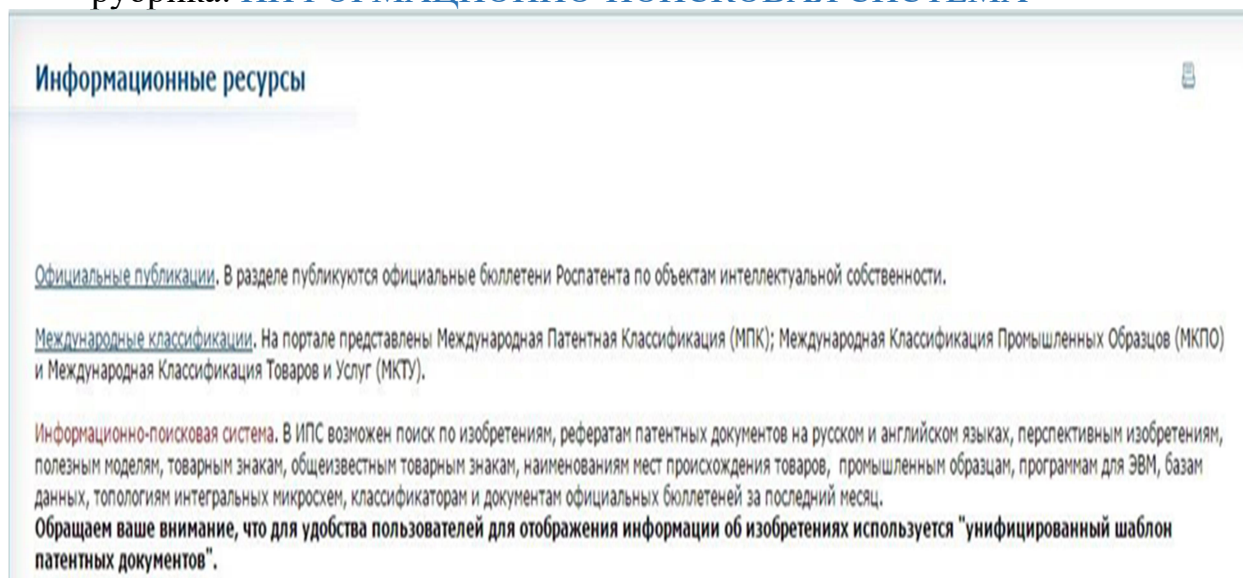 рубрика: ИНФОРМАЦИОННО-ПОИСКОВАЯ СИСТЕМА
Информационные ресурсы
Официальные публикации. В разделе публикуются официальные бюллетени Роспатента по объектам интеллектуальной собственности.
Международные классификации. На портале представлены Международная Патентная Классификация (МПК); Международная Классификация Промышленных Образцов (МКПО)
и Международная Классификация Товаров и Услуг (МКТУ).
Информационно-поисковая система. В ИПС возможен поиск по изобретениям, рефератам патентных документов на русском и английском языках, перспективным изобретениям,
полезным моделям, товарным знакам, общеизвестным товарным знакам, наименованиям мест происхождения товаров, промышленным образцам, программам для ЭВМ, базам
данных, топологиям интегральных микросхем, классификаторам и документам официальных бюллетеней за последний месяц.
Обращаем ваше внимание, что для удобства пользователей для отображения информации об изобретениях используется "унифицированный шаблон
патентных документов".